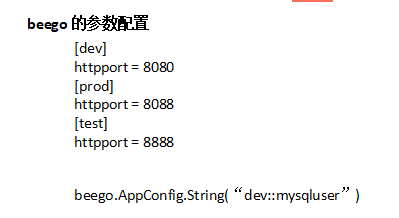 beego 的参数配置
[dev]
httpport = 8080
[prod]
httpport = 8088
[test]
httpport = 8888
beego.AppConfig.String(“dev::mysqluser”)